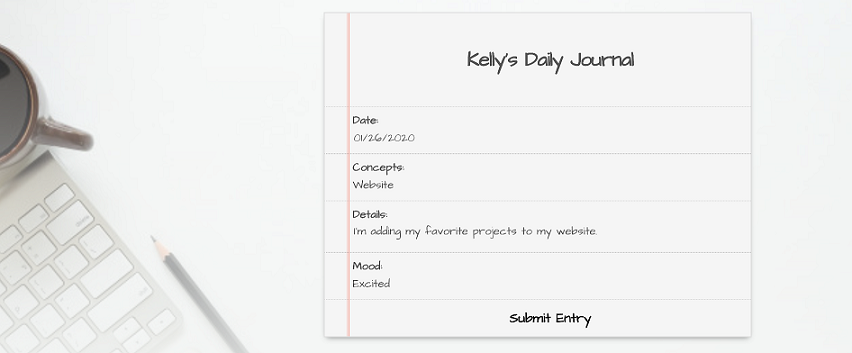 Kelly's Daily Journal
Date:
01/26/2020
Concepts:
Website
Details:
I'm adding my favorite projects to my website.
Mood:
Excited
Submit Entry